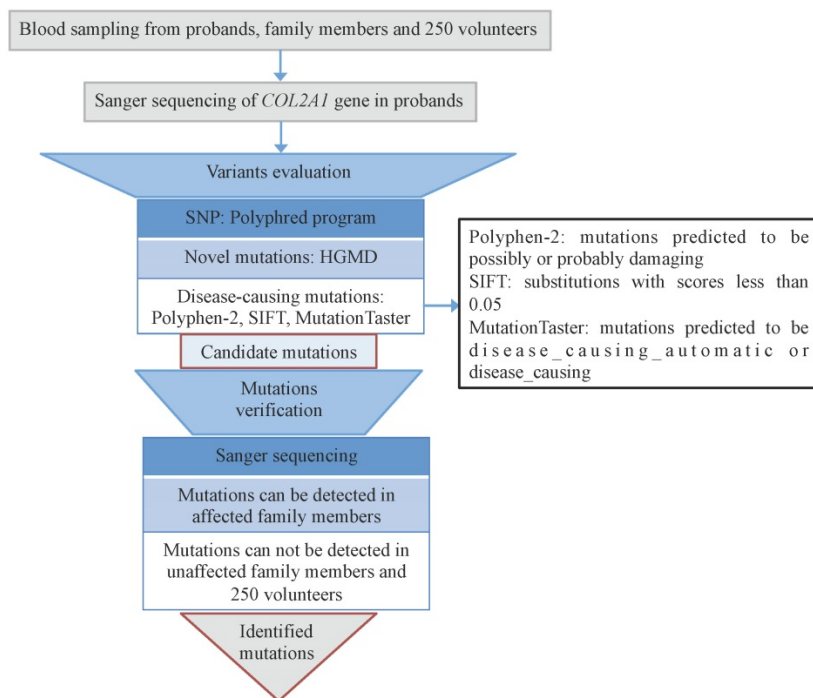 Blood sampling from probands, family members and 250 volunteers
Sanger sequencing of COL2A1 gene in probands
Variants evaluation
SNP: Polyphred program
Novel mutations: HGMD
Disease-causing mutations:
Polyphen-2, SIFT, MutationTaster
Polyphen-2: mutations predicted to be
possibly or probably damaging
SIFT: substitutions with scores less than
0.05
MutationTaster: mutations predicted to be
disease_causing_automatic or
disease_causing
Candidate mutations
Mutations
verification
Sanger sequencing
Mutations can be detected in
affected family members
Mutations can not be detected in
unaffected family members and
250 volunteers
Identified
mutations